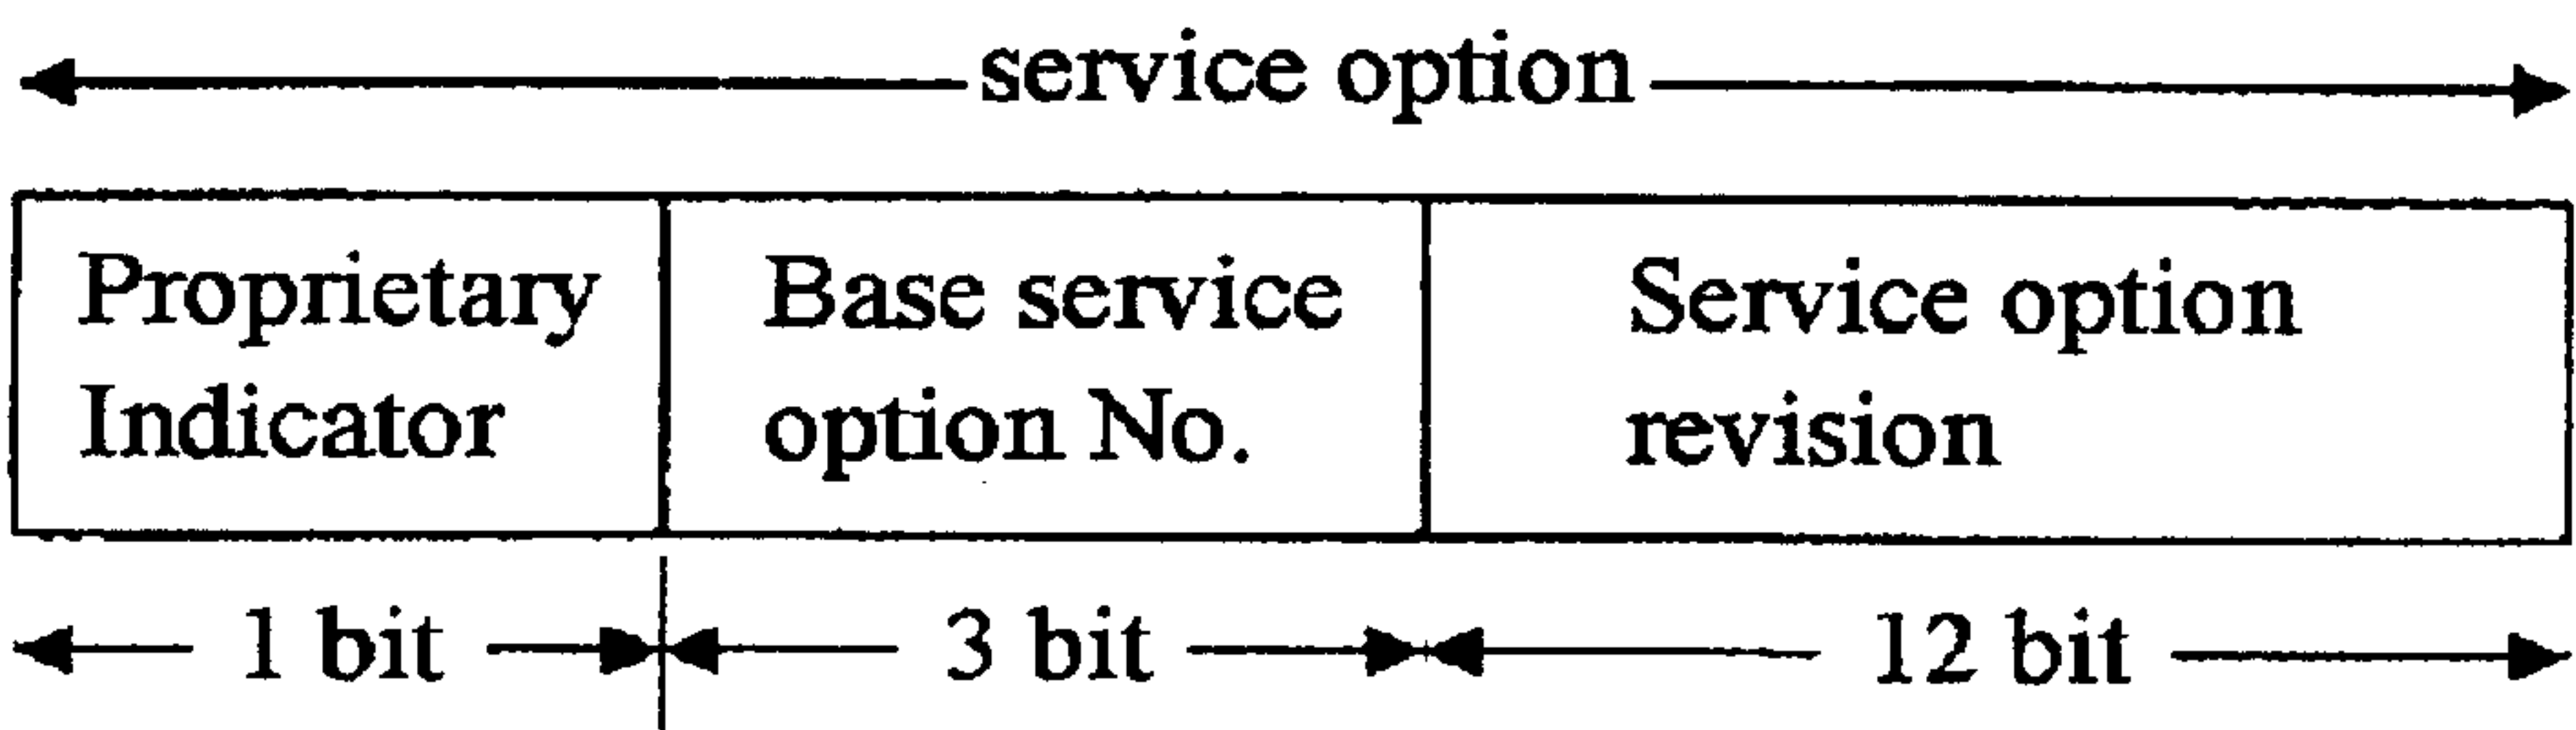 service option
Proprietary
Indicator
Base service
option No.
Service option
revision
1 bit
3 bit
12 bit